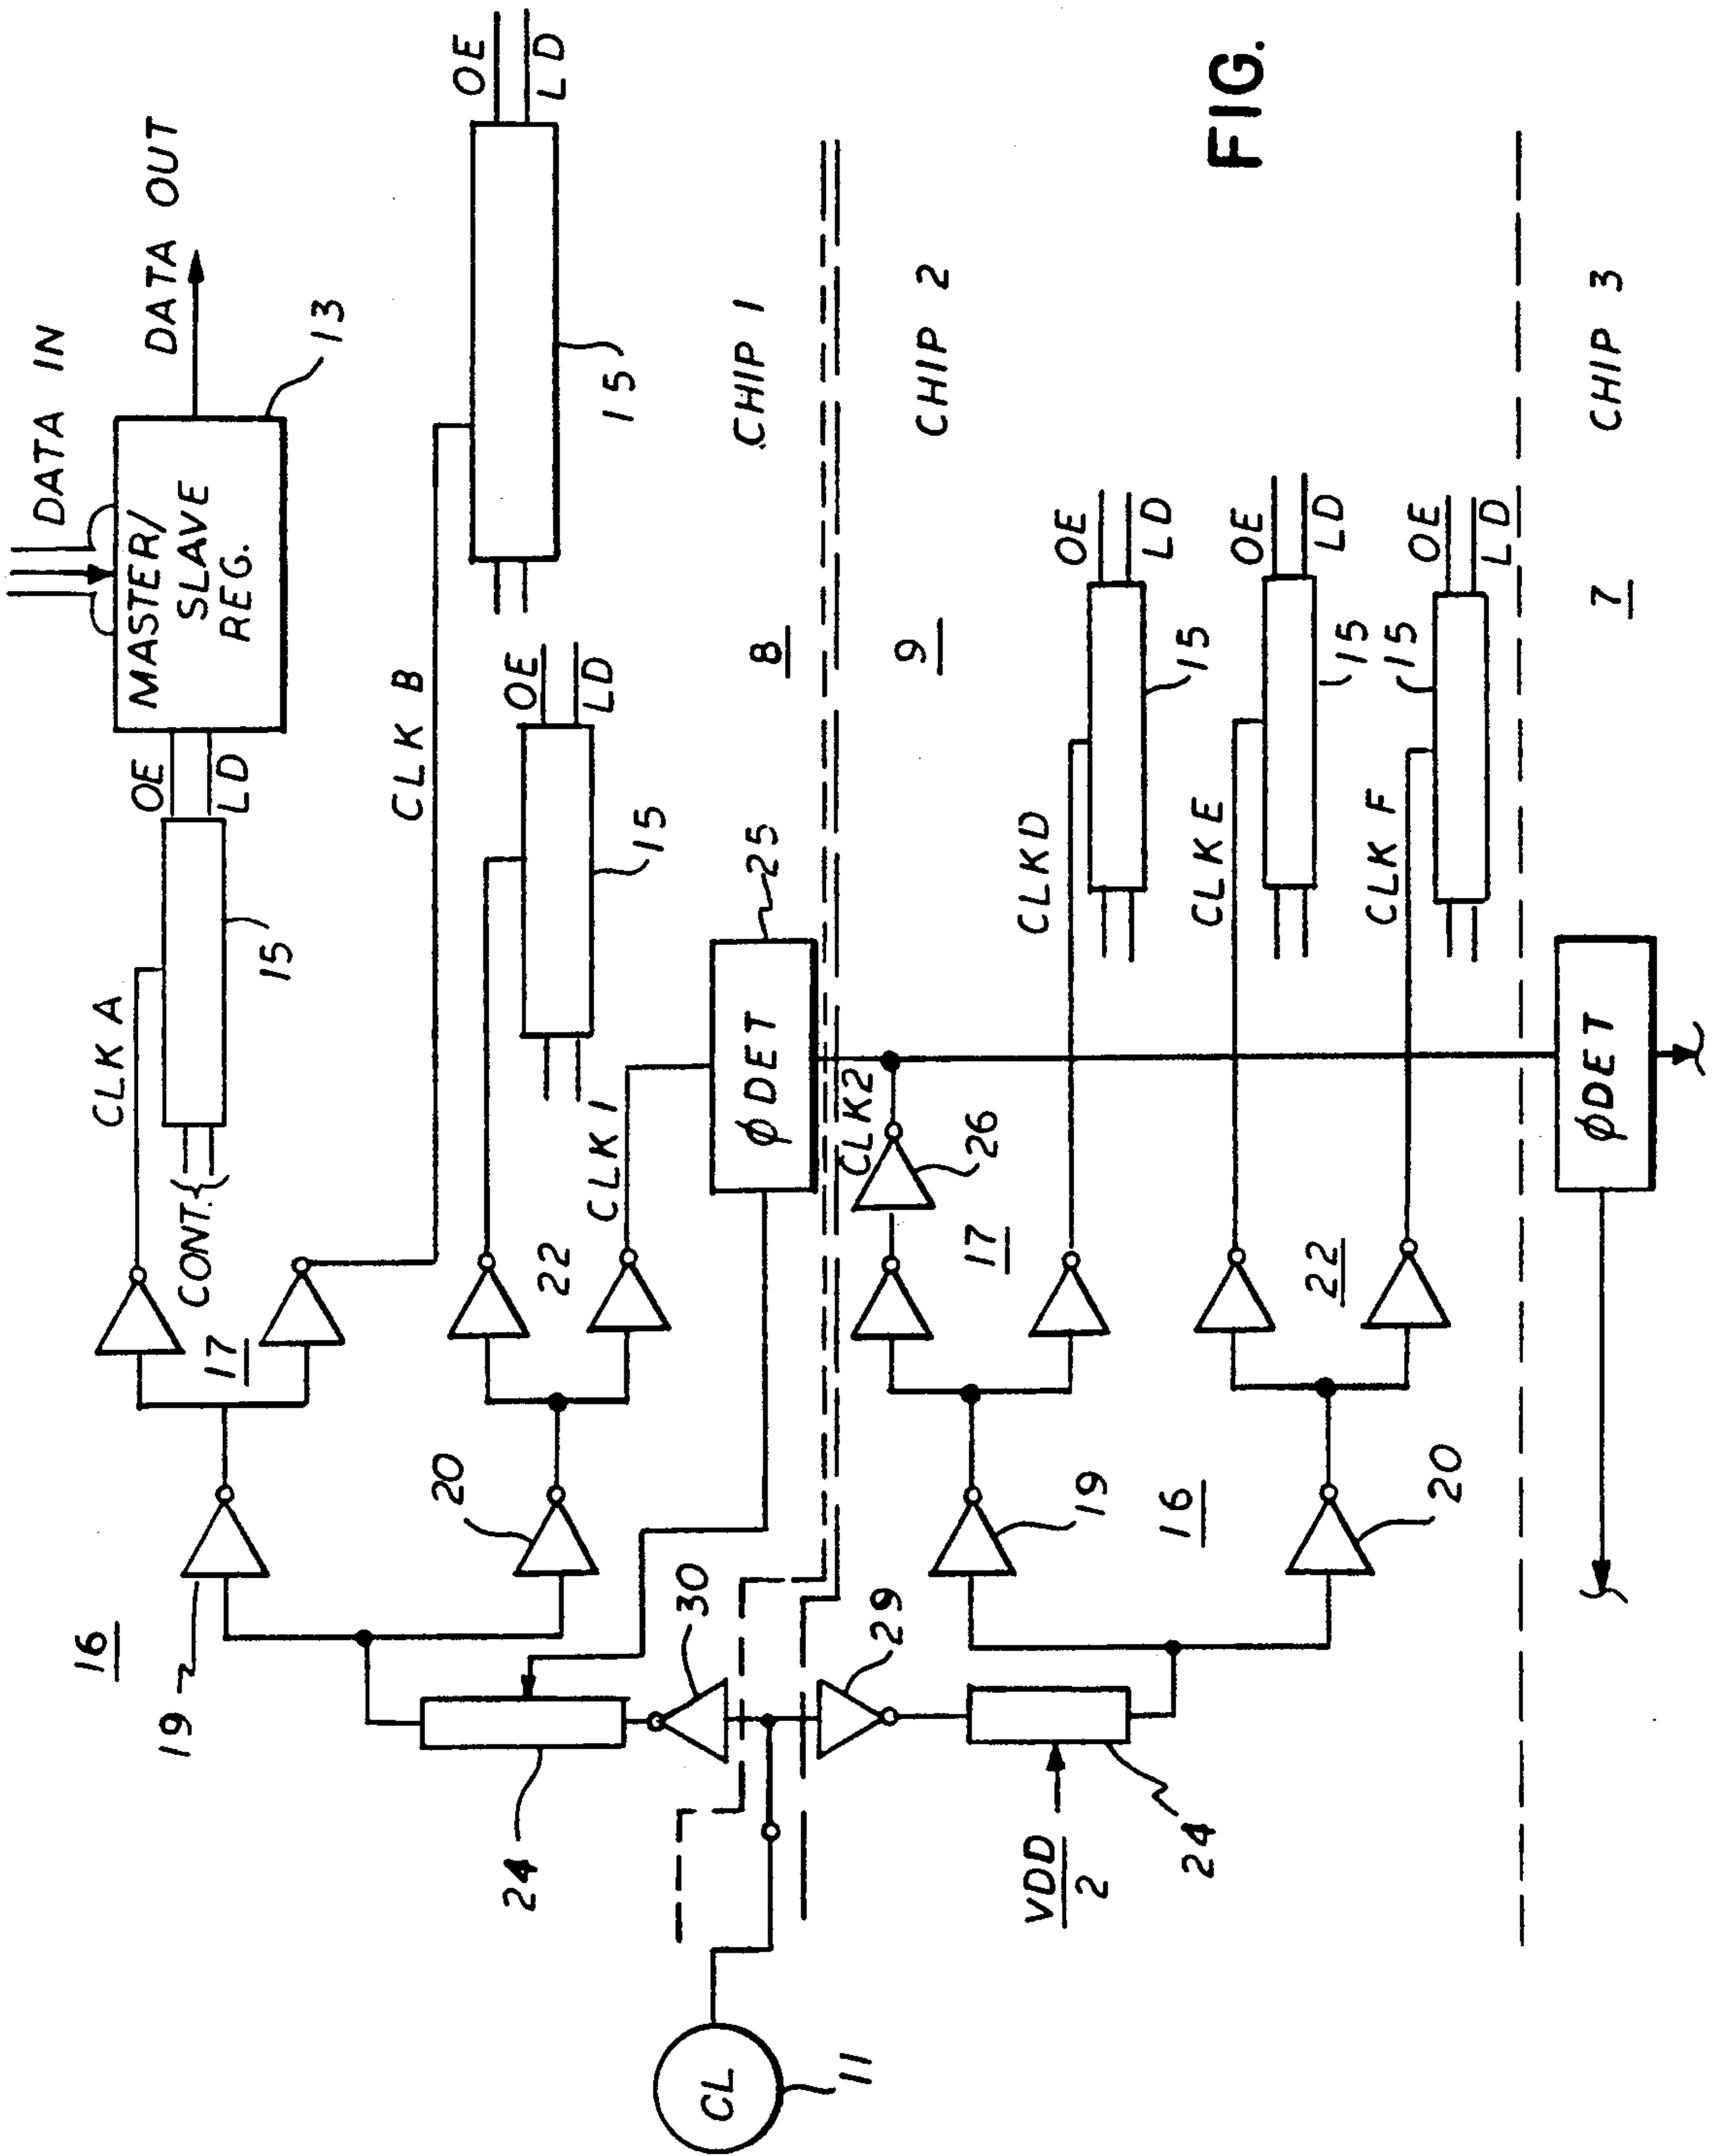 DATA IN
DATA OUT
MASTER/
SLAVE
REG.
13
OE
LD
CLK A
15
CONT.{
17
16
19
CLK B
OE
LD
15
OE
LD
15
22
20
CLK 1
ϕDET
25
CHIP 1
8
24
30
CL
11
29
CHIP 2
9
CLK2
26
17
CLKD
OE
LD
15
19
16
VDD
2
24
CLK E
OE
LD
15
22
20
CLK F
OE
LD
15
FIG.
CHIP 3
7
ϕDET